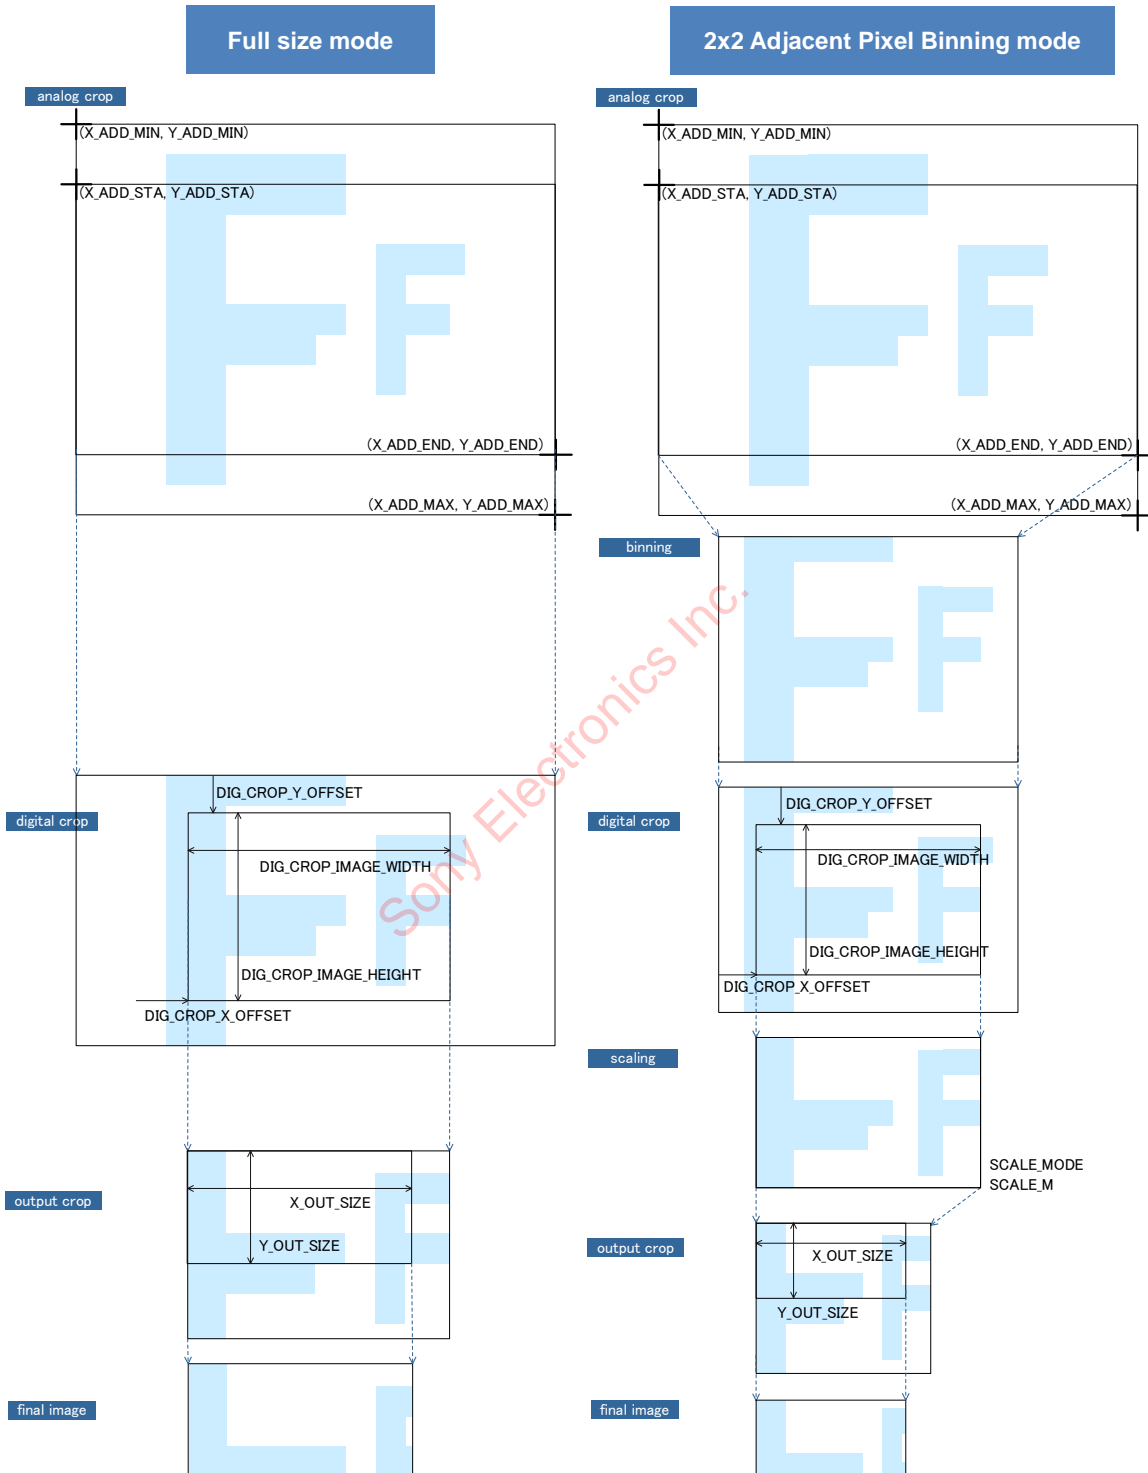 Full size mode
analog crop
(X_ADD_MIN, Y_ADD_MIN)
(X_ADD_STA, Y_ADD_STA)
(X_ADD_END, Y_ADD_END)
(X_ADD_MAX, Y_ADD_MAX)
digital crop
DIG_CROP_Y_OFFSET
DIG_CROP_IMAGE_WIDTH
DIG_CROP_IMAGE_HEIGHT
DIG_CROP_X_OFFSET
output crop
X_OUT_SIZE
Y_OUT_SIZE
final image
2x2 Adjacent Pixel Binning mode
analog crop
(X_ADD_MIN, Y_ADD_MIN)
(X_ADD_STA, Y_ADD_STA)
(X_ADD_END, Y_ADD_END)
(X_ADD_MAX, Y_ADD_MAX)
binning
digital crop
DIG_CROP_Y_OFFSET
DIG_CROP_IMAGE_WIDTH
DIG_CROP_IMAGE_HEIGHT
DIG_CROP_X_OFFSET
scaling
SCALE_MODE
SCALE_M
output crop
X_OUT_SIZE
Y_OUT_SIZE
final image
Sony Electronics Inc.